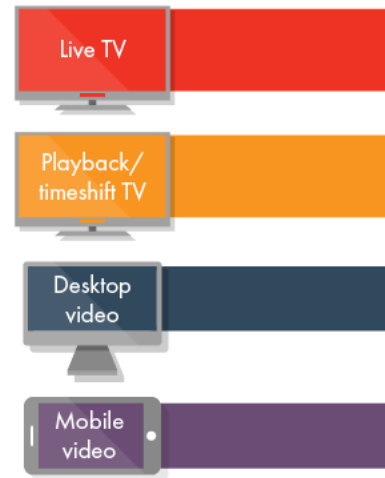 Live TV
Playback/
timeshift TV
Desktop
video
Mobile
video